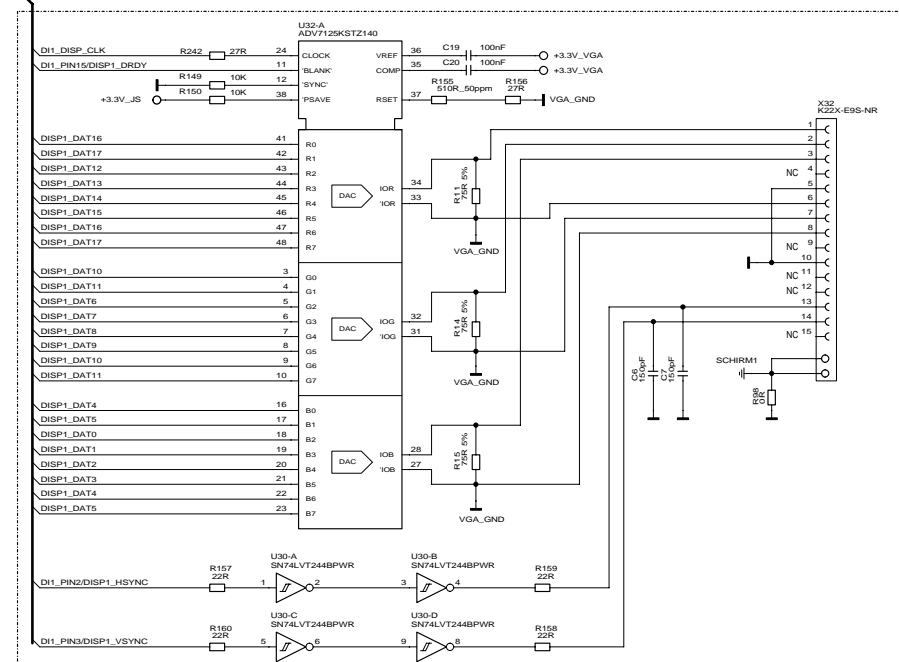 U32-A
ADV7125KSTZ140
DI1_DISP_CLK R242 27R 24 CLOCK VREF 36 C19 100nF +3.3V_VGA
DI1_PIN15/DISP1_DRDY 11 'BLANK' COMP 35 C20 100nF +3.3V_VGA
R149 10K 12 'SYNC'
+3.3V_JS R150 10K 38 'PSAVE RSET 37 R155 510R_50ppm R156 27R VGA_GND
X32
K22X-E9S-NR
DISP1_DAT16 41 R0
DISP1_DAT17 42 R1
DISP1_DAT12 43 R2
DISP1_DAT13 44 R3
DISP1_DAT14 45 R4
DISP1_DAT15 46 R5
DISP1_DAT16 47 R6
DISP1_DAT17 48 R7
DAC
IOR 34
'IOR 33
R11
75R 5%
VGA_GND
DISP1_DAT10 3 G0
DISP1_DAT11 4 G1
DISP1_DAT6 5 G2
DISP1_DAT7 6 G3
DISP1_DAT8 7 G4
DISP1_DAT9 8 G5
DISP1_DAT10 9 G6
DISP1_DAT11 10 G7
DAC
IOG 32
'IOG 31
R14
75R 5%
VGA_GND
DISP1_DAT4 16 B0
DISP1_DAT5 17 B1
DISP1_DAT0 18 B2
DISP1_DAT1 19 B3
DISP1_DAT2 20 B4
DISP1_DAT3 21 B5
DISP1_DAT4 22 B6
DISP1_DAT5 23 B7
DAC
IOB 28
'IOB 27
R15
75R 5%
VGA_GND
1
2
3
NC 4
5
6
7
8
NC 9
10
NC 11
NC 12
13
14
NC 15
SCHIRM1
C6
150pF
C7
150pF
R98
0R
DI1_PIN2/DISP1_HSYNC
R157
22R
1
U30-A
SN74LVT244BPWR
2
3
U30-B
SN74LVT244BPWR
4
R159
22R
DI1_PIN3/DISP1_VSYNC
R160
22R
5
U30-C
SN74LVT244BPWR
6
9
U30-D
SN74LVT244BPWR
8
R158
22R